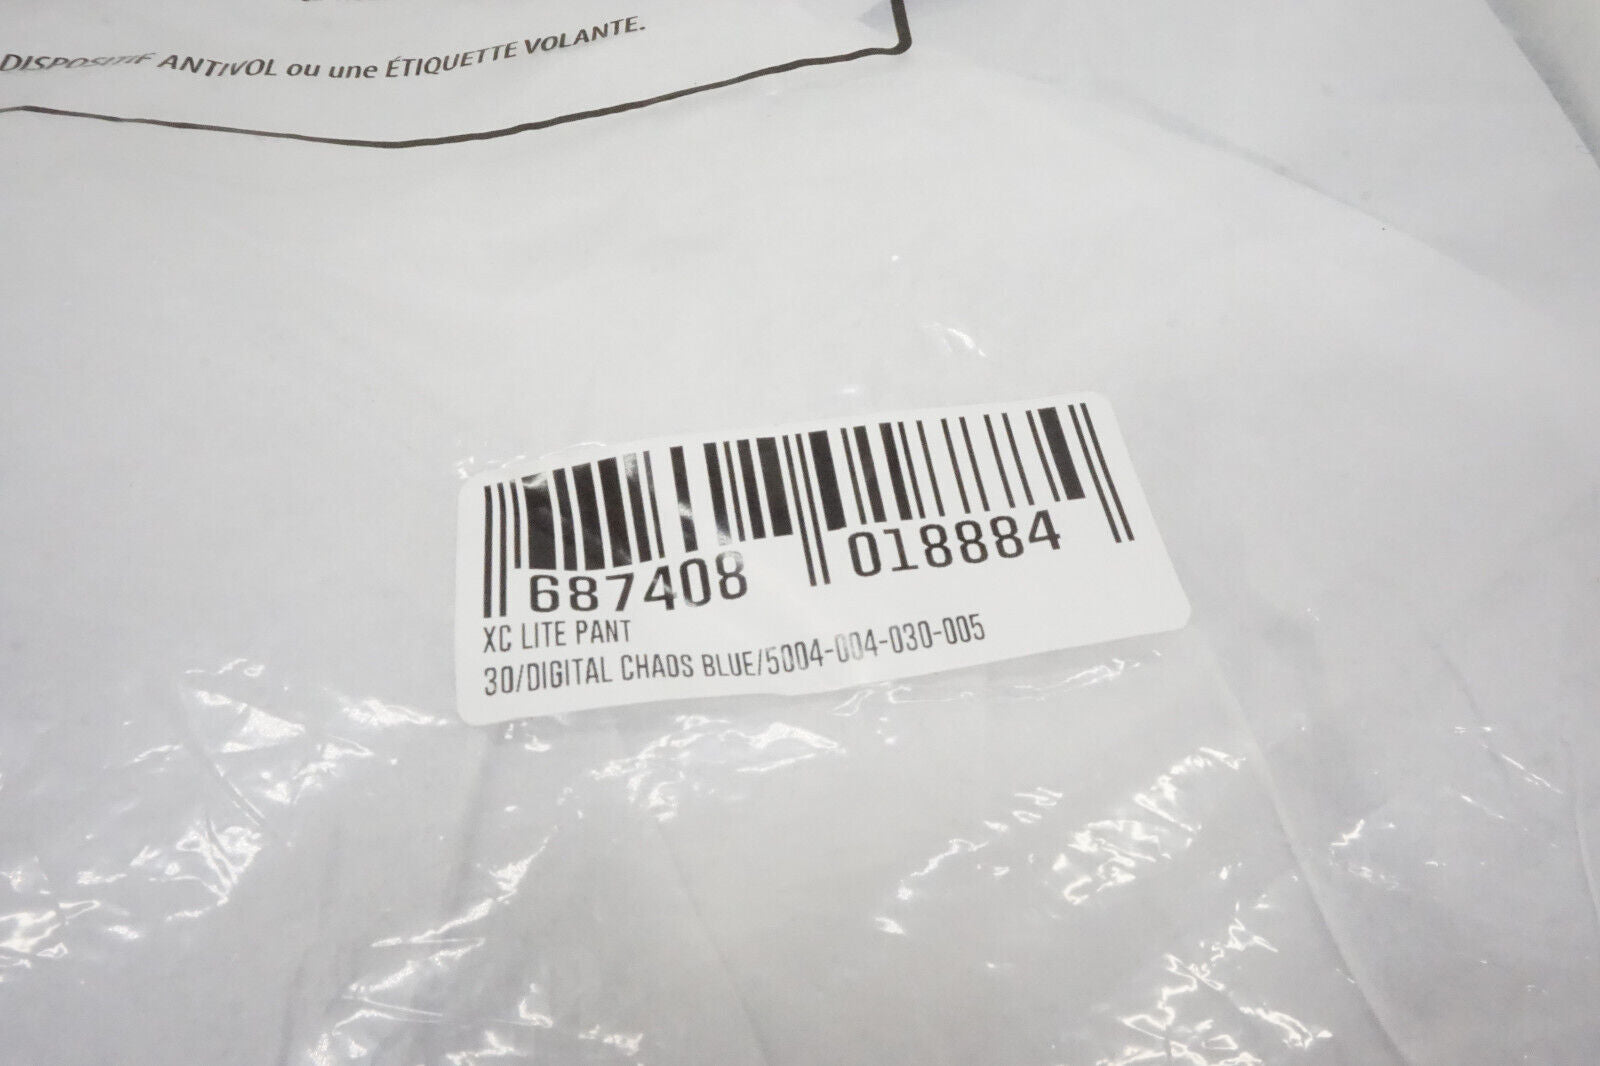 DISPOSITIF ANTIVOL ou une ÉTIQUETTE VOLANTE.
687408 018884
XC LITE PANT
30/DIGITAL CHAOS BLUE/5004-004-030-005